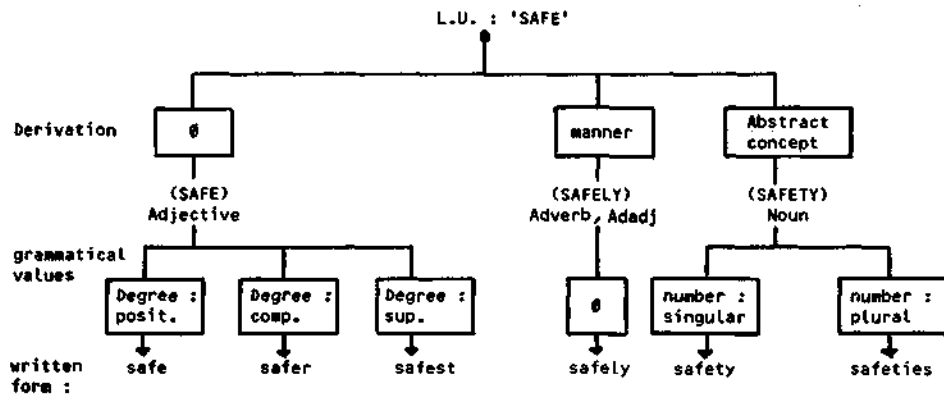 L.U. : 'SAFE'
Derivation
Ø
manner
Abstract
concept
(SAFE)
Adjective
(SAFELY)
Adverb, Adadj
(SAFETY)
Noun
grammatical
values
Degree :
posit.
Degree :
comp.
Degree :
sup.
Ø
number :
singular
number :
plural
written
form :
safe
safer
safest
safely
safety
safeties